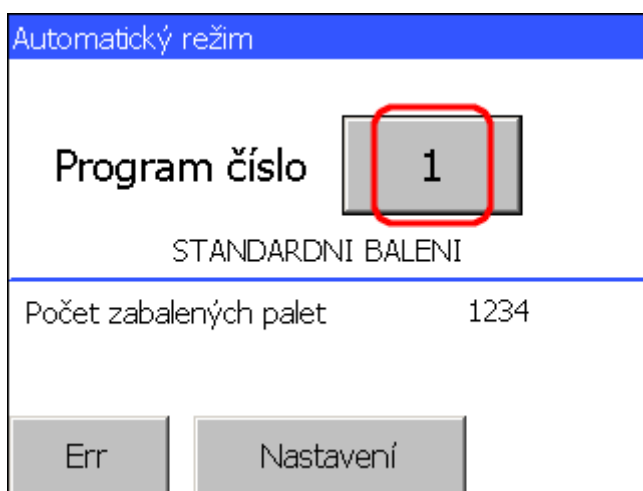 Automatický režim
Program číslo 1
STANDARDNI BALENI
Počet zabalených palet 1234
Err Nastavení